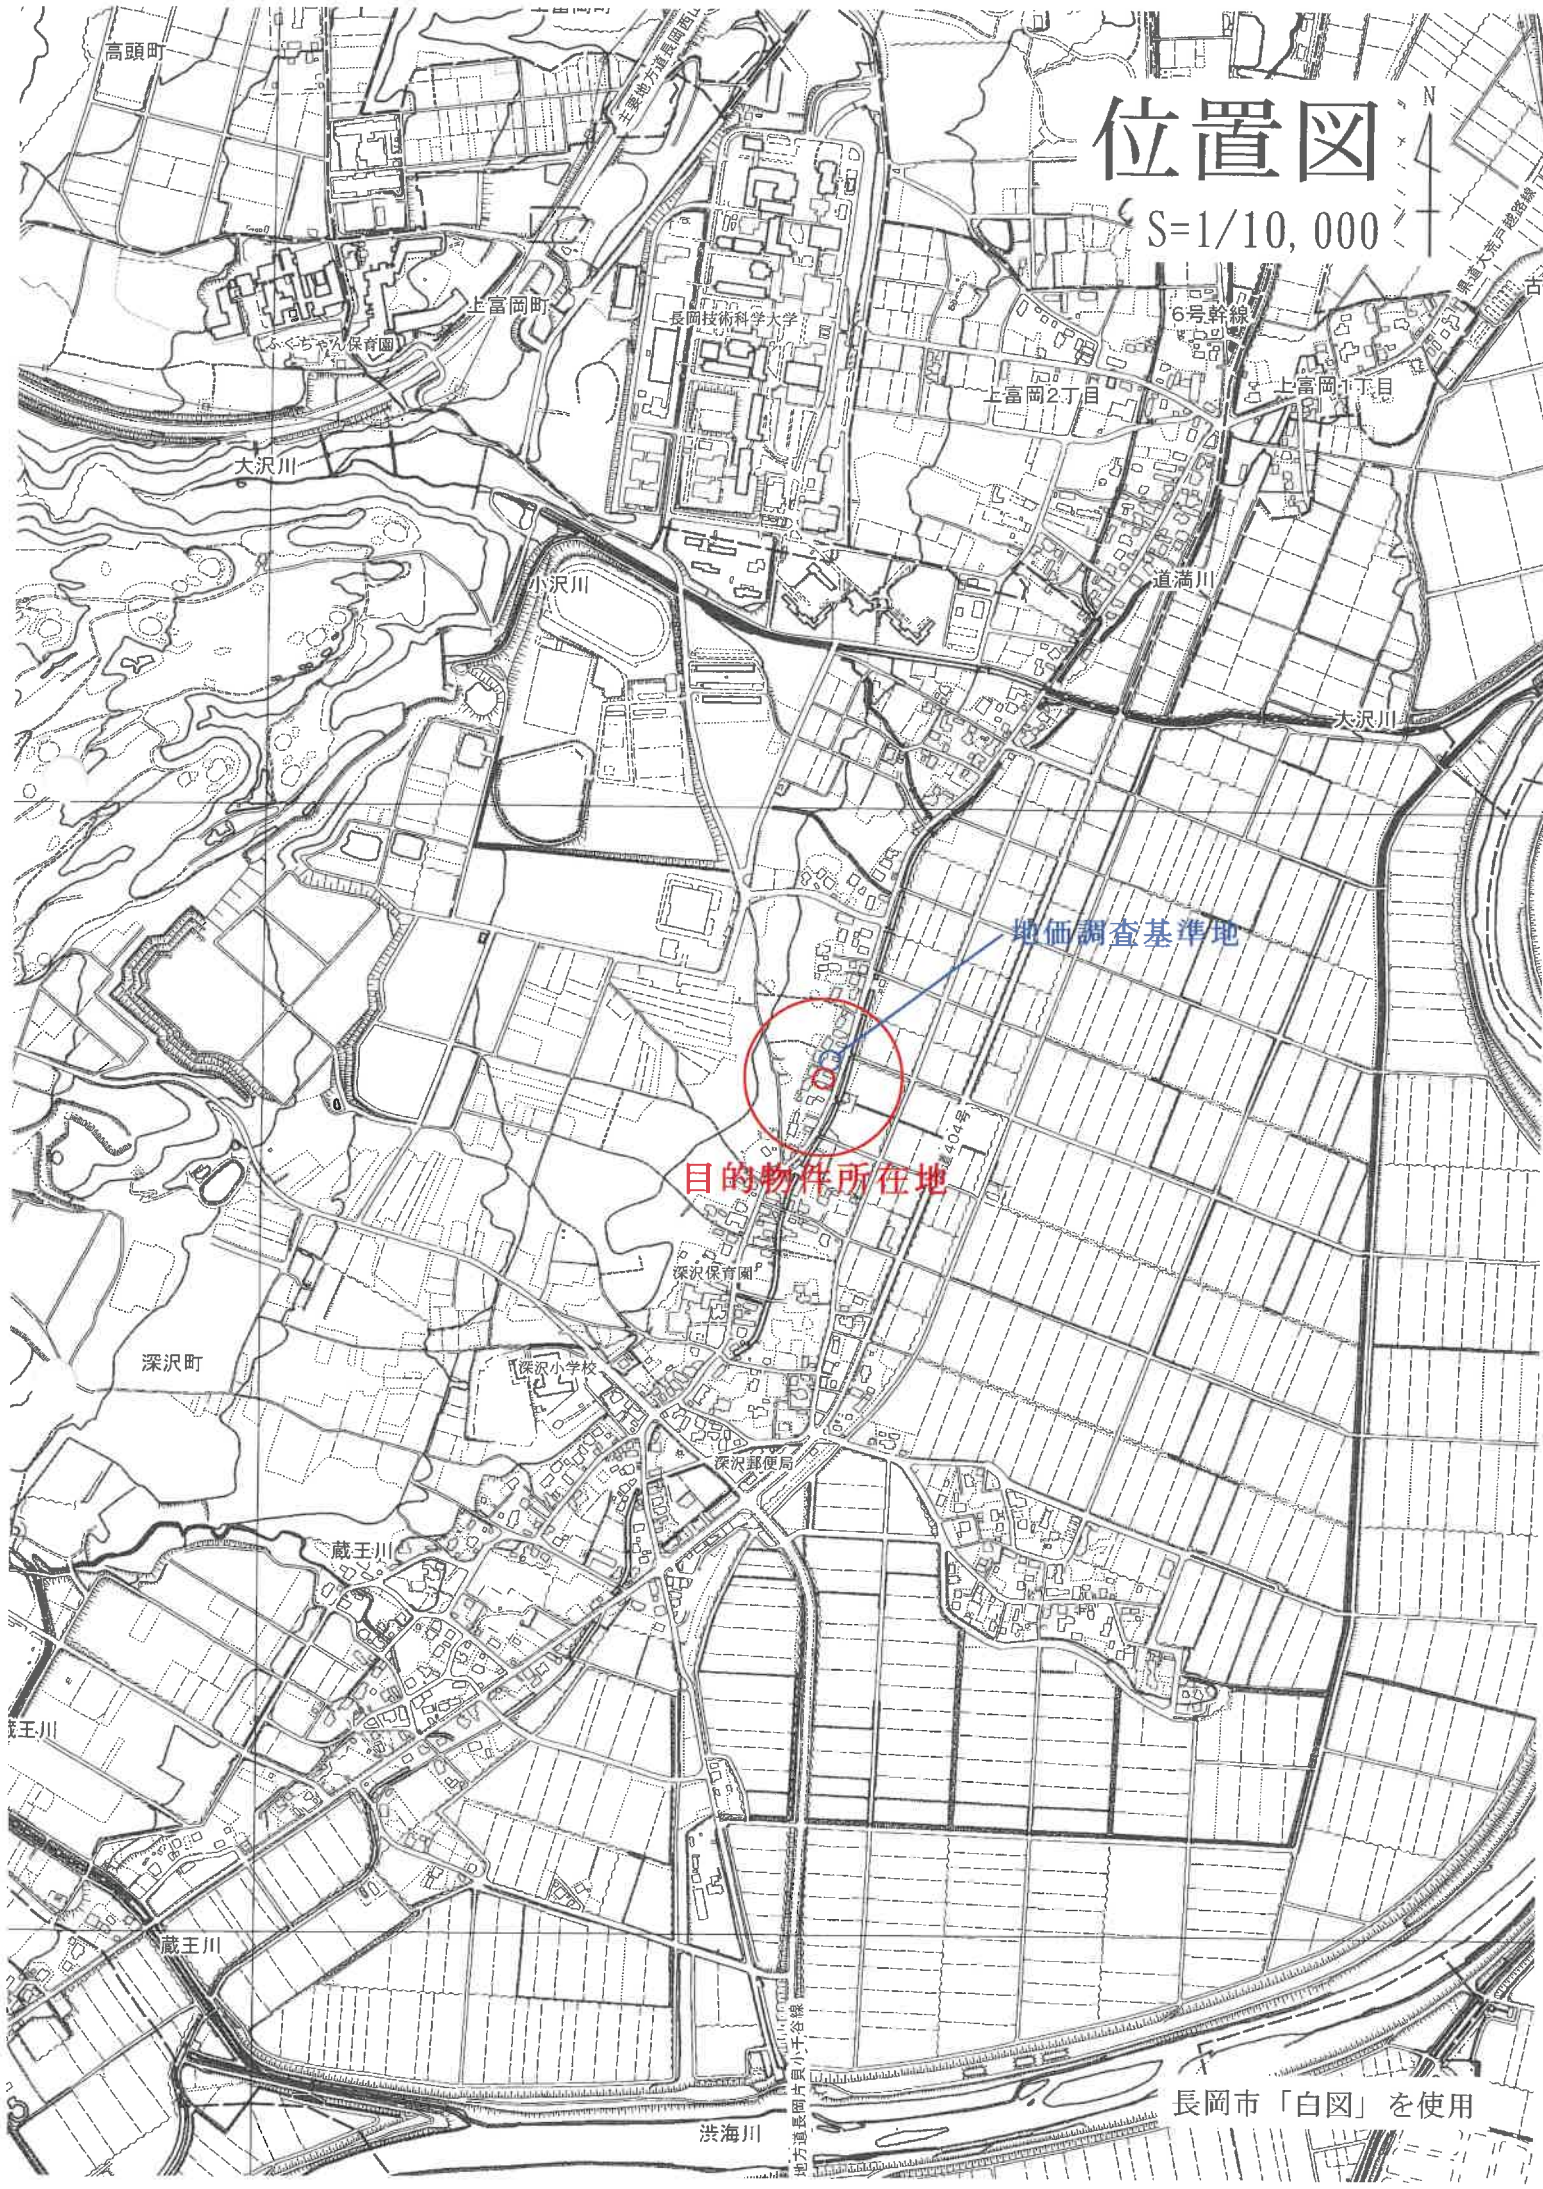 高頭町
主要地方道長岡西山
位置図
N
S=1/10,000
県道大荒戸越路線
古
上富岡町
長岡技術科学大学
6号幹線
ふくちゃん保育園
上富岡2丁目
上富岡1丁目
大沢川
小沢川
道満川
大沢川
地価調査基準地
道404号
目的物件所在地
深沢保育園
深沢町
深沢小学校
深沢郵便局
蔵王川
蔵王川
蔵王川
地方道長岡片貝小千谷線
長岡市「白図」を使用
渋海川